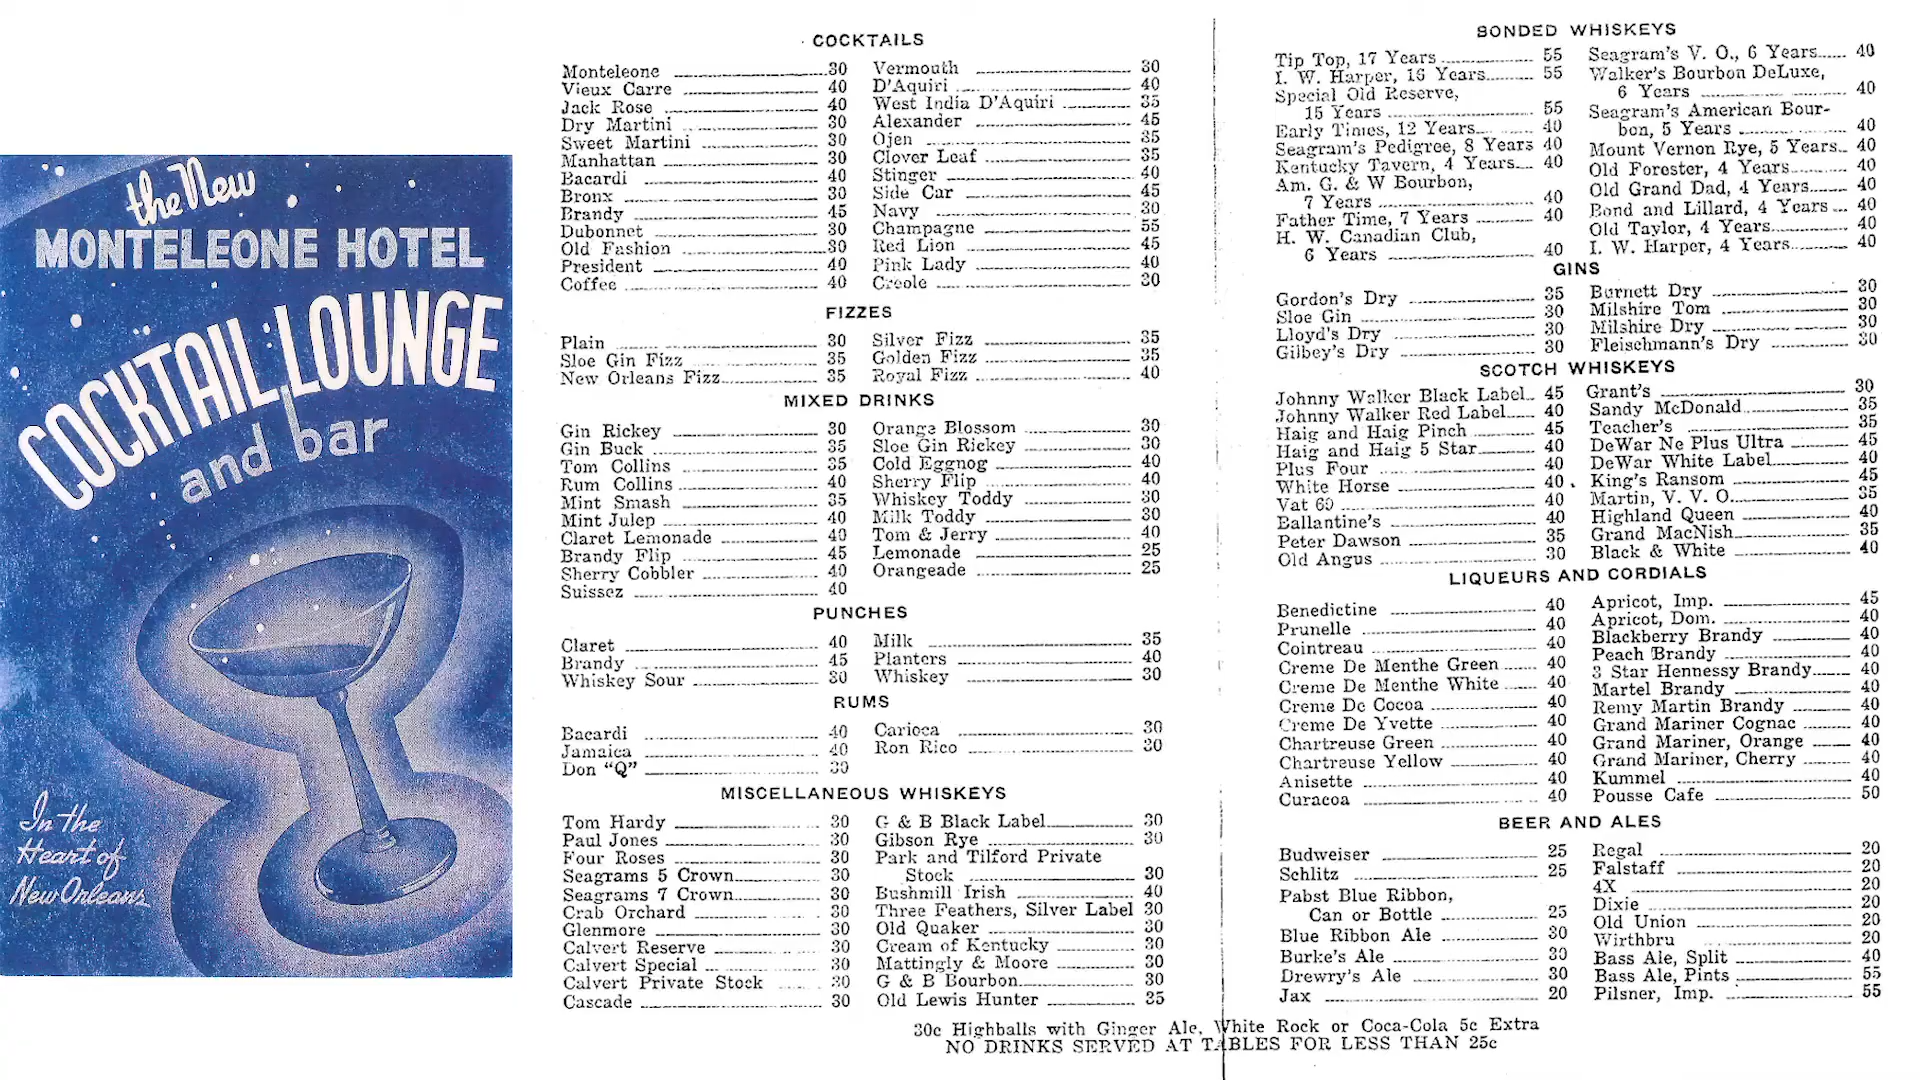 the New
MONTELEONE HOTEL
COCKTAIL LOUNGE
and bar
In the
Heart of
New Orleans
COCKTAILS
Monteleone 30
Vieux Carre 40
Jack Rose 40
Dry Martini 30
Sweet Martini 30
Manhattan 30
Bacardi 40
Bronx 30
Brandy 45
Dubonnet 30
Old Fashion 30
President 40
Coffee 40
Vermouth 30
D'Aquiri 40
West India D'Aquiri 35
Alexander 45
Ojen 35
Clover Leaf 35
Stinger 40
Side Car 45
Navy 30
Champagne 55
Red Lion 45
Pink Lady 40
Creole 30
FIZZES
Plain 30
Sloe Gin Fizz 35
New Orleans Fizz 35
Silver Fizz 35
Golden Fizz 35
Royal Fizz 40
MIXED DRINKS
Gin Rickey 30
Gin Buck 35
Tom Collins 35
Rum Collins 40
Mint Smash 35
Mint Julep 40
Claret Lemonade 40
Brandy Flip 45
Sherry Cobbler 40
Suissez 40
Orange Blossom 30
Sloe Gin Rickey 30
Cold Eggnog 40
Sherry Flip 40
Whiskey Toddy 30
Milk Toddy 30
Tom & Jerry 40
Lemonade 25
Orangeade 25
PUNCHES
Claret 40
Brandy 45
Whiskey Sour 30
Milk 35
Planters 40
Whiskey 30
RUMS
Bacardi 40
Jamaica 40
Don "Q" 30
Carioca 30
Ron Rico 30
MISCELLANEOUS WHISKEYS
Tom Hardy 30
Paul Jones 30
Four Roses 30
Seagrams 5 Crown 30
Seagrams 7 Crown 30
Crab Orchard 30
Glenmore 30
Calvert Reserve 30
Calvert Special 30
Calvert Private Stock 30
Cascade 30
G & B Black Label 30
Gibson Rye 30
Park and Tilford Private
Stock 30
Bushmill Irish 40
Three Feathers, Silver Label 30
Old Quaker 30
Cream of Kentucky 30
Mattingly & Moore 30
G & B Bourbon 30
Old Lewis Hunter 35
BONDED WHISKEYS
Tip Top, 17 Years 55
I. W. Harper, 16 Years 55
Special Old Reserve,
15 Years 55
Early Times, 12 Years 40
Seagram's Pedigree, 8 Years 40
Kentucky Tavern, 4 Years 40
Am. G. & W Bourbon,
7 Years 40
Father Time, 7 Years 40
H. W. Canadian Club,
6 Years 40
Seagram's V. O., 6 Years 40
Walker's Bourbon DeLuxe,
6 Years 40
Seagram's American Bour-
bon, 5 Years 40
Mount Vernon Rye, 5 Years 40
Old Forester, 4 Years 40
Old Grand Dad, 4 Years 40
Bond and Lillard, 4 Years 40
Old Taylor, 4 Years 40
I. W. Harper, 4 Years 40
GINS
Gordon's Dry 35
Sloe Gin 30
Lloyd's Dry 30
Gilbey's Dry 30
Burnett Dry 30
Milshire Tom 30
Milshire Dry 30
Fleischmann's Dry 30
SCOTCH WHISKEYS
Johnny Walker Black Label 45
Johnny Walker Red Label 40
Haig and Haig Pinch 45
Haig and Haig 5 Star 40
Plus Four 40
White Horse 40
Vat 69 40
Ballantine's 40
Peter Dawson 35
Old Angus 30
Grant's 30
Sandy McDonald 35
Teacher's 35
DeWar Ne Plus Ultra 45
DeWar White Label 40
King's Ransom 45
Martin, V. V. O. 35
Highland Queen 40
Grand MacNish 35
Black & White 40
LIQUEURS AND CORDIALS
Benedictine 40
Prunelle 40
Cointreau 40
Creme De Menthe Green 40
Creme De Menthe White 40
Creme De Cocoa 40
Creme De Yvette 40
Chartreuse Green 40
Chartreuse Yellow 40
Anisette 40
Curacoa 40
Apricot, Imp. 45
Apricot, Dom. 40
Blackberry Brandy 40
Peach Brandy 40
3 Star Hennessy Brandy 40
Martel Brandy 40
Remy Martin Brandy 40
Grand Mariner Cognac 40
Grand Mariner, Orange 40
Grand Mariner, Cherry 40
Kummel 40
Pousse Cafe 50
BEER AND ALES
Budweiser 25
Schlitz 25
Pabst Blue Ribbon,
Can or Bottle 25
Blue Ribbon Ale 30
Burke's Ale 30
Drewry's Ale 30
Jax 20
Regal 20
Falstaff 20
4X 20
Dixie 20
Old Union 20
Wirthbru 20
Bass Ale, Split 40
Bass Ale, Pints 55
Pilsner, Imp. 55
30c Highballs with Ginger Ale, White Rock or Coca-Cola 5c Extra
NO DRINKS SERVED AT TABLES FOR LESS THAN 25c